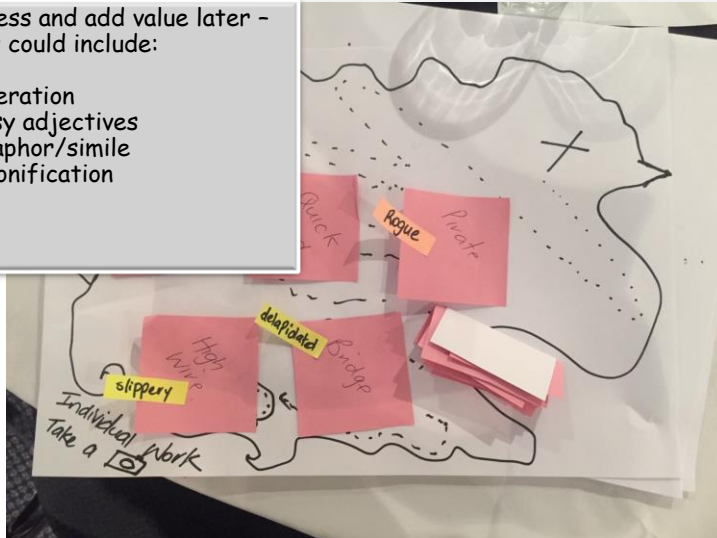 ess and add value later –
could include:
eration
sy adjectives
aphor/simile
onification
Quick
Rogue
Pirate
delapidated
High
Wire
Bridge
slippery
Individual Work
Take a